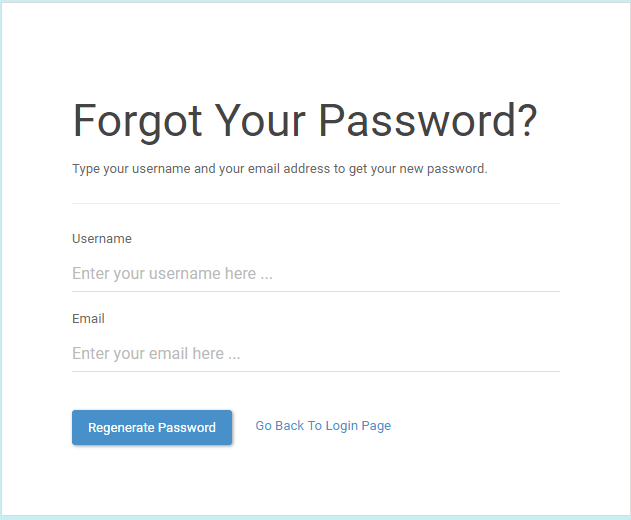 Forgot Your Password?
Type your username and your email address to get your new password.
Username
Enter your username here ...
Email
Enter your email here ...
Regenerate Password
Go Back To Login Page